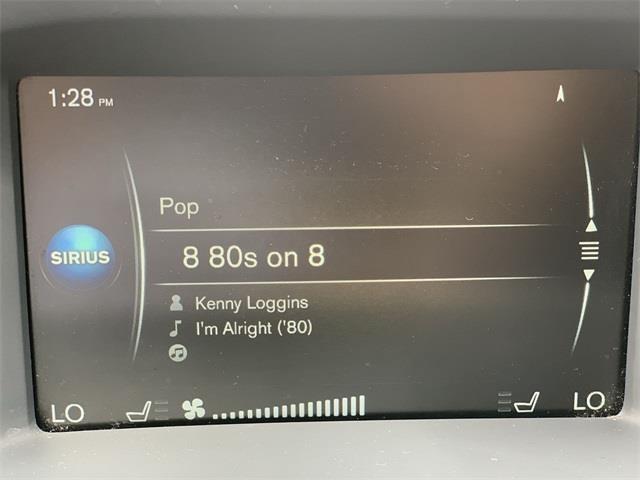 1:28 PM
Pop
SIRIUS
8 80s on 8
Kenny Loggins
I'm Alright ('80)
LO
LO